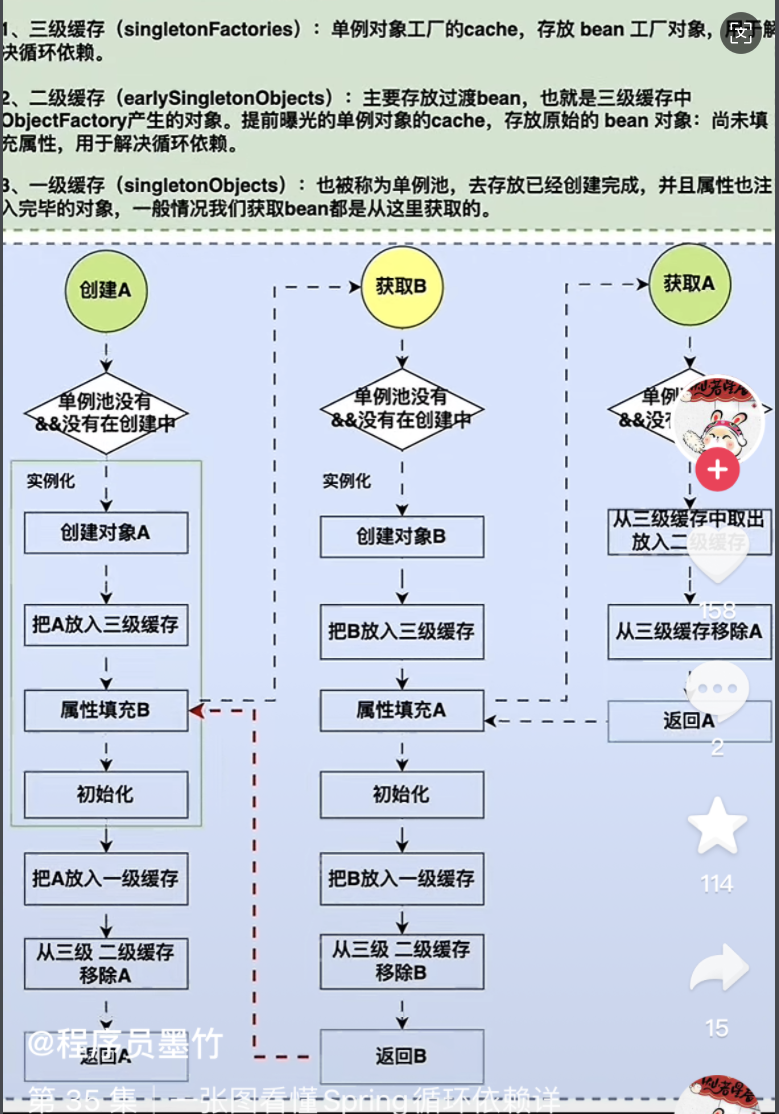 1、三级缓存（singletonFactories）：单例对象工厂的cache，存放 bean 工厂对象，用于解
决循环依赖。
2、二级缓存（earlySingletonObjects）：主要存放过渡bean，也就是三级缓存中
ObjectFactory产生的对象。提前曝光的单例对象的cache，存放原始的 bean 对象：尚未填
充属性，用于解决循环依赖。
3、一级缓存（singletonObjects）：也被称为单例池，去存放已经创建完成，并且属性也注
入完毕的对象，一般情况我们获取bean都是从这里获取的。
创建A
单例池没有
&&没有在创建中
实例化
创建对象A
把A放入三级缓存
属性填充B
初始化
把A放入一级缓存
从三级 二级缓存
移除A
返回A
获取B
单例池没有
&&没有在创建中
实例化
创建对象B
把B放入三级缓存
属性填充A
初始化
把B放入一级缓存
从三级 二级缓存
移除B
返回B
获取A
单例
&&没
从三级缓存中取出
放入二级缓存
从三级缓存移除A
返回A
158
2
114
15
@程序员墨竹
第 35 集｜一张图看懂Spring循环依赖详